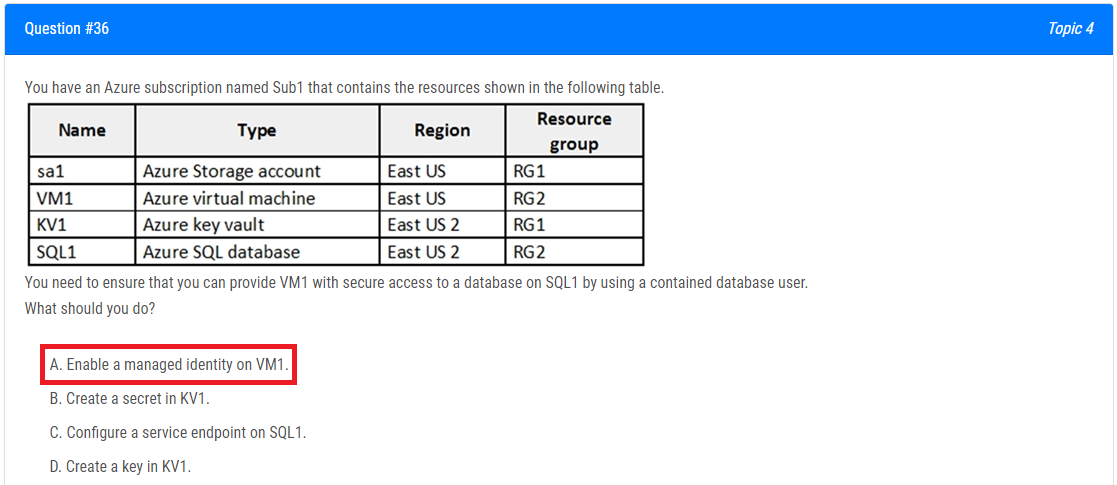 Question #36 Topic 4
You have an Azure subscription named Sub1 that contains the resources shown in the following table.
Name Type Region Resource group
sa1 Azure Storage account East US RG1
VM1 Azure virtual machine East US RG2
KV1 Azure key vault East US 2 RG1
SQL1 Azure SQL database East US 2 RG2
You need to ensure that you can provide VM1 with secure access to a database on SQL1 by using a contained database user.
What should you do?
A. Enable a managed identity on VM1.
B. Create a secret in KV1.
C. Configure a service endpoint on SQL1.
D. Create a key in KV1.